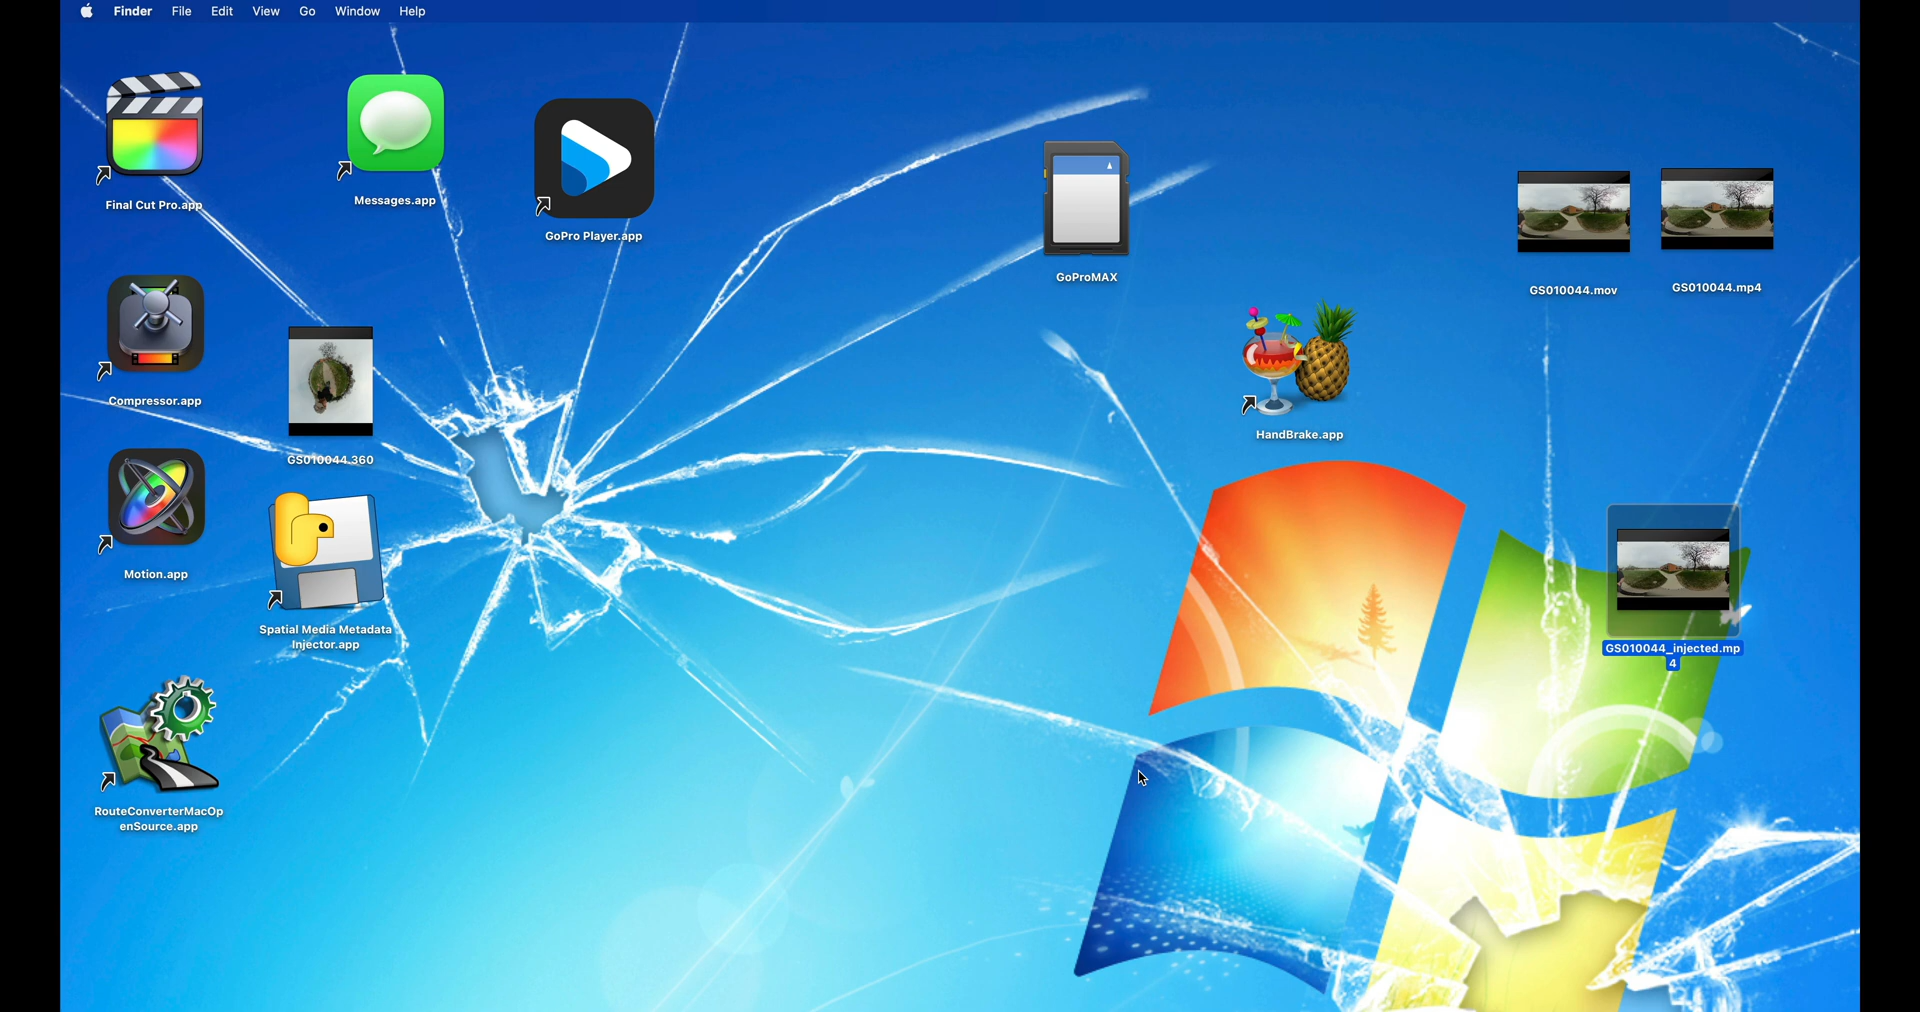 Finder File Edit View Go Window Help
Final Cut Pro.app
Messages.app
GoPro Player.app
GoProMAX
GS010044.mov
GS010044.mp4
Compressor.app
GS010044.360
HandBrake.app
Motion.app
Spatial Media Metadata
Injector.app
GS010044_injected.mp
4
RouteConverterMacOp
enSource.app